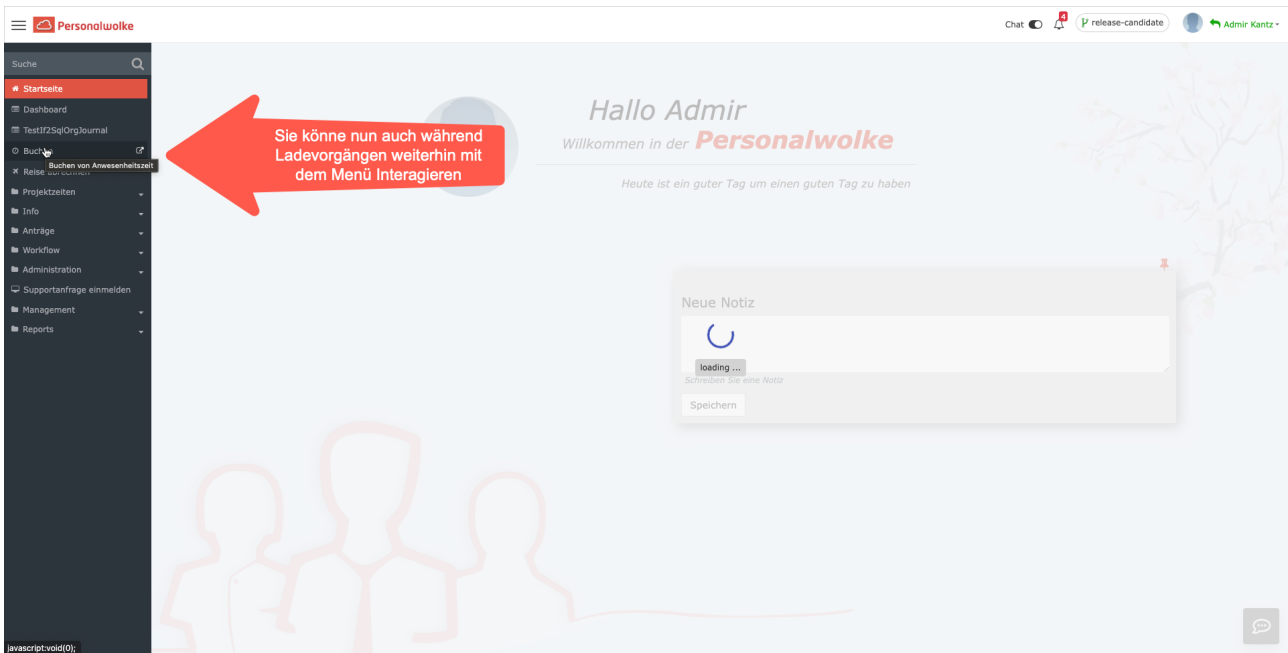 Personalwolke
Chat
4
release-candidate
Admir Kantz
Suche
Startseite
Dashboard
TestIf2SqlOrgJournal
Buchen von Anwesenheitszeit
Projektzeiten
Info
Anträge
Workflow
Administration
Supportanfrage einmelden
Management
Reports
Sie könne nun auch während
Ladevorgängen weiterhin mit
dem Menü Interagieren
Hallo Admir
Willkommen in der Personalwolke
Heute ist ein guter Tag um einen guten Tag zu haben
Neue Notiz
loading ...
Schreiben Sie eine Notiz
Speichern
javascript:void(0);